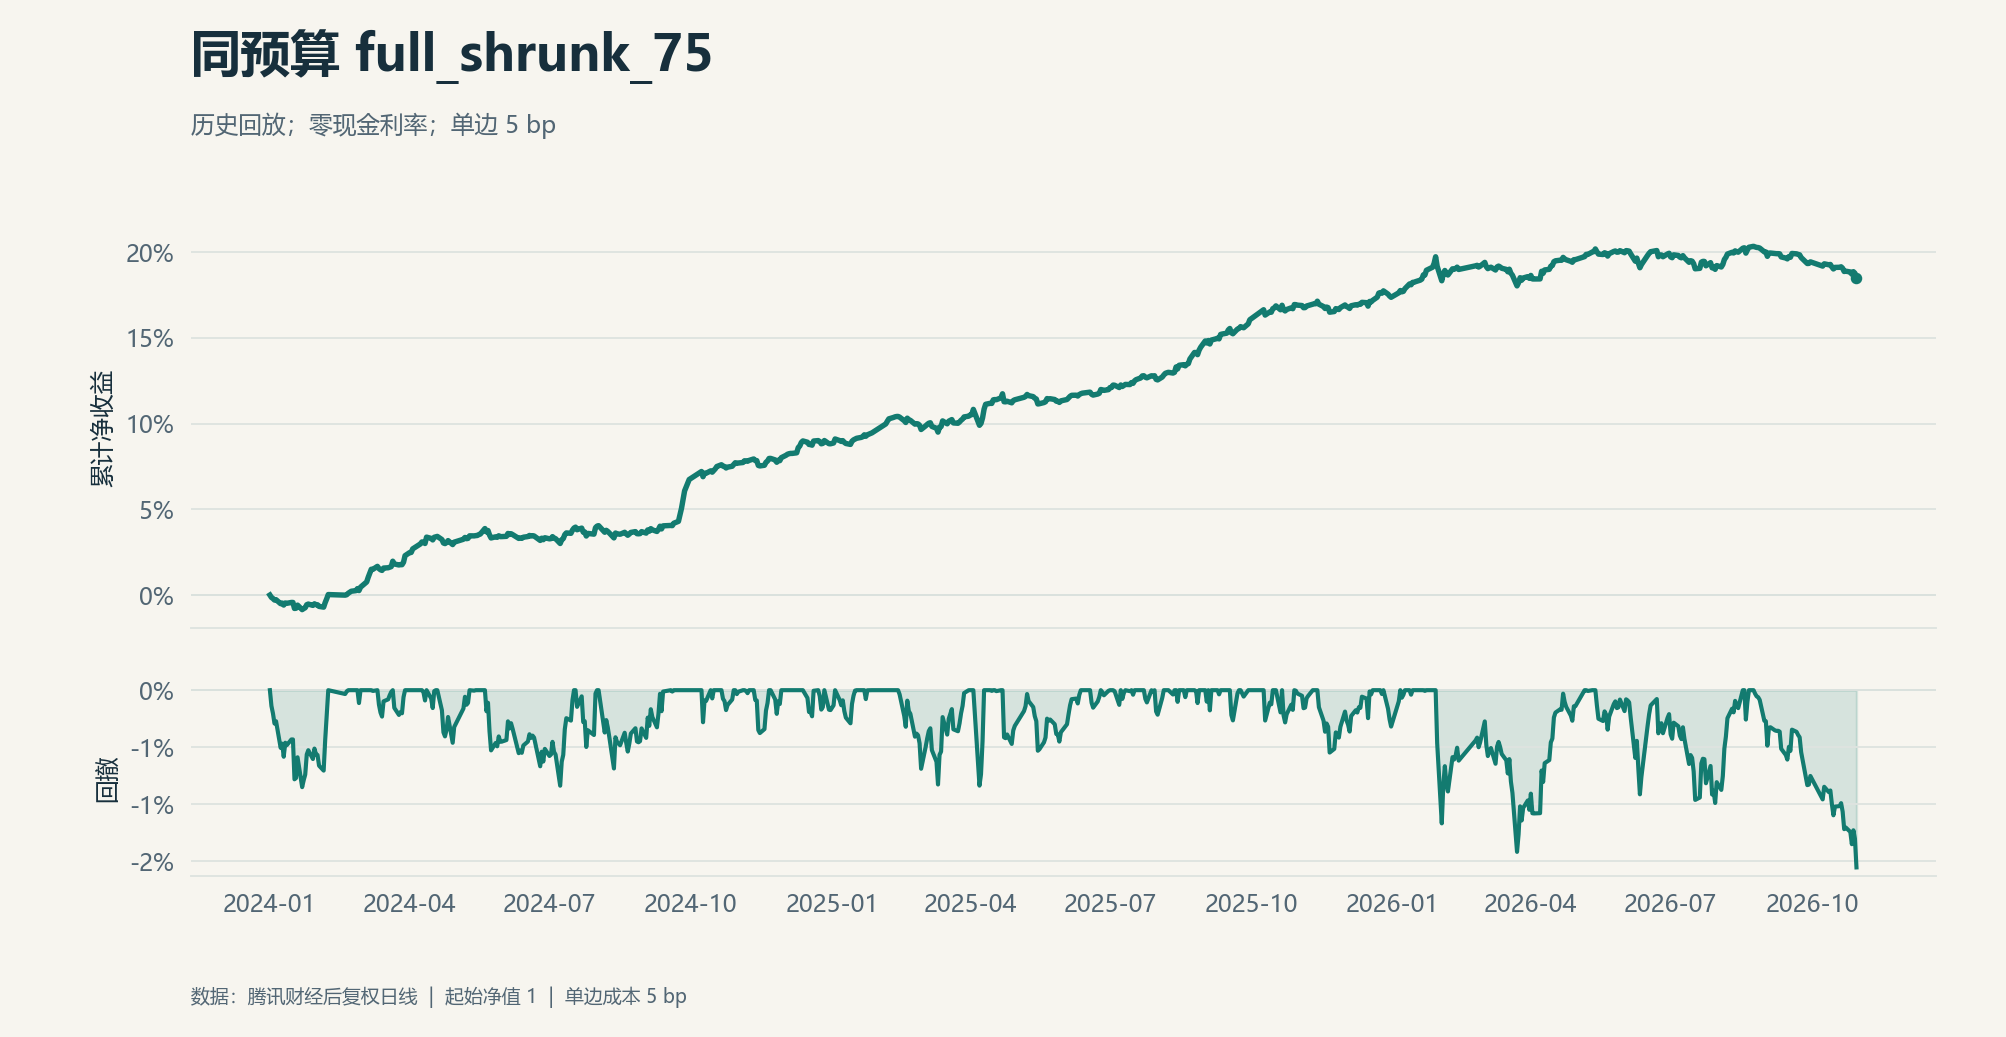 同预算 full_shrunk_75
历史回放；零现金利率；单边 5 bp
累计净收益
20%
15%
10%
5%
0%
回撤
0%
-1%
-1%
-2%
2024-01 2024-04 2024-07 2024-10 2025-01 2025-04 2025-07 2025-10 2026-01 2026-04 2026-07 2026-10
数据：腾讯财经后复权日线 | 起始净值 1 | 单边成本 5 bp